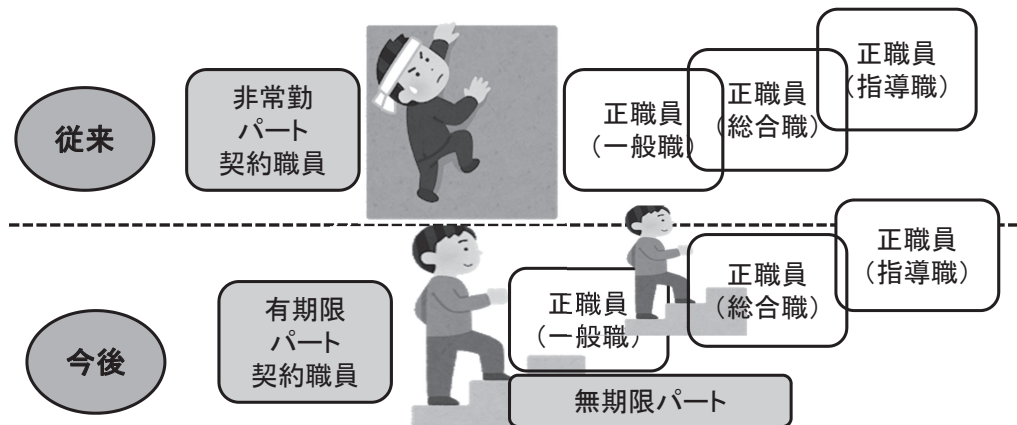 従来
非常勤
パート
契約職員
正職員
（一般職）
正職員
（総合職）
正職員
（指導職）
今後
有期限
パート
契約職員
正職員
（一般職）
正職員
（総合職）
正職員
（指導職）
無期限パート